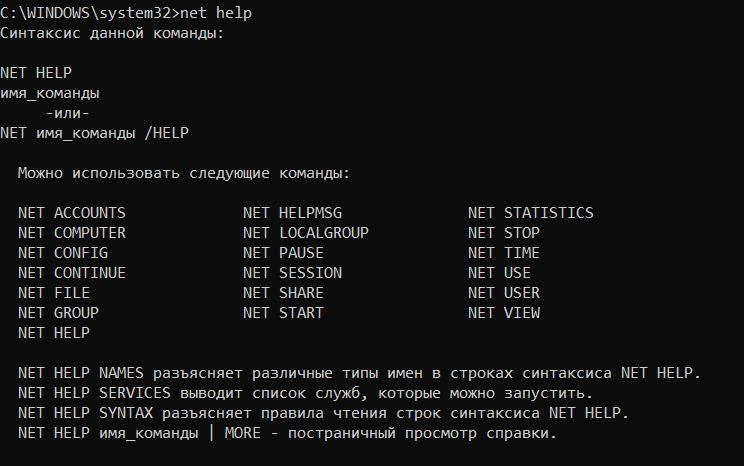 C:\WINDOWS\system32>net help
Синтаксис данной команды:
NET HELP
имя_команды
-или-
NET имя_команды /HELP
Можно использовать следующие команды:
NET ACCOUNTS NET HELPMSG NET STATISTICS
NET COMPUTER NET LOCALGROUP NET STOP
NET CONFIG NET PAUSE NET TIME
NET CONTINUE NET SESSION NET USE
NET FILE NET SHARE NET USER
NET GROUP NET START NET VIEW
NET HELP
NET HELP NAMES разъясняет различные типы имен в строках синтаксиса NET HELP.
NET HELP SERVICES выводит список служб, которые можно запустить.
NET HELP SYNTAX разъясняет правила чтения строк синтаксиса NET HELP.
NET HELP имя_команды | MORE - постраничный просмотр справки.